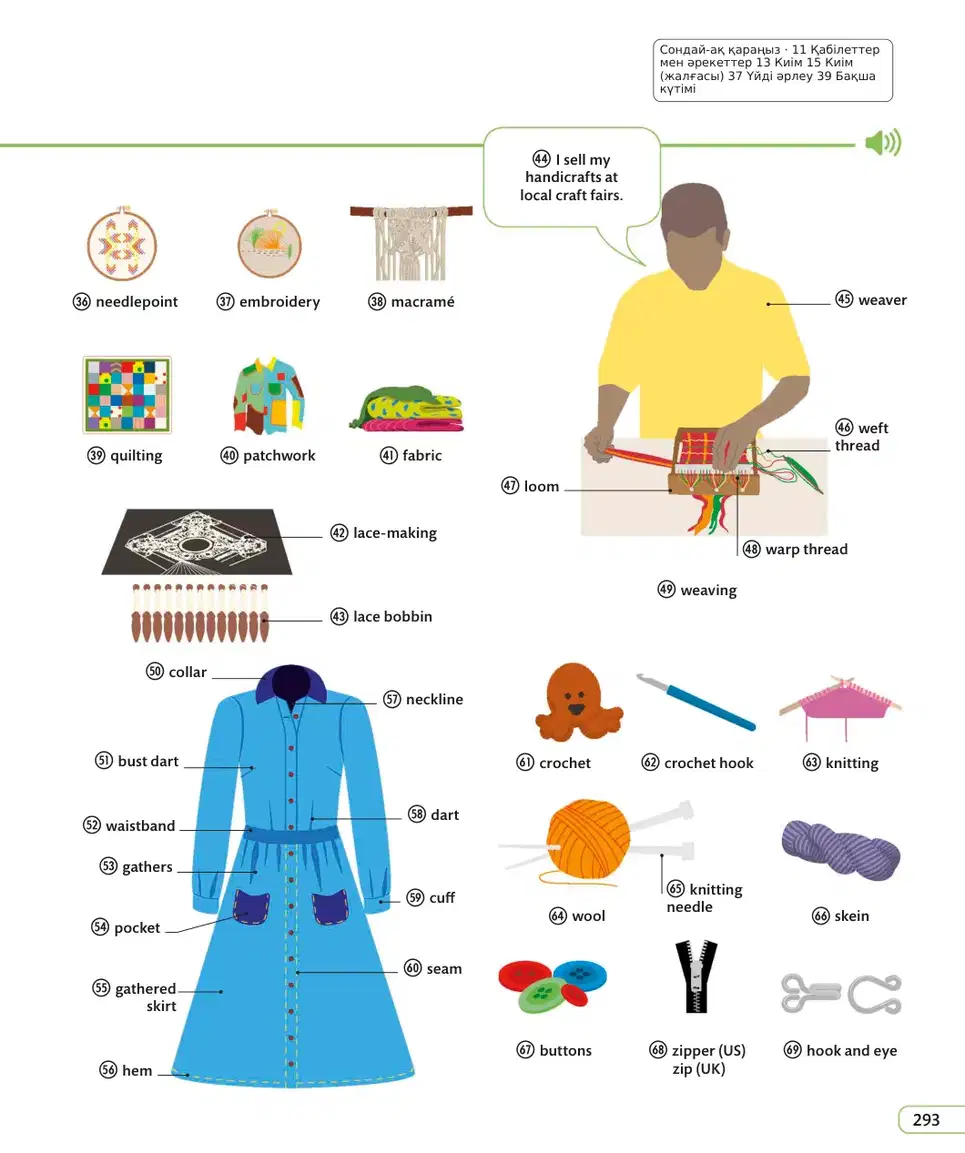 Сондай-ақ қараңыз · 11 Қабілеттер
мен әрекеттер 13 Киім 15 Киім
(жалғасы) 37 Үйді әрлеу 39 Бақша
күтімі
44 I sell my
handicrafts at
local craft fairs.
36 needlepoint
37 embroidery
38 macramé
45 weaver
39 quilting
40 patchwork
41 fabric
46 weft
thread
47 loom
42 lace-making
48 warp thread
49 weaving
43 lace bobbin
50 collar
57 neckline
51 bust dart
58 dart
52 waistband
53 gathers
59 cuff
54 pocket
60 seam
55 gathered
skirt
56 hem
61 crochet
62 crochet hook
63 knitting
65 knitting
needle
64 wool
66 skein
67 buttons
68 zipper (US)
zip (UK)
69 hook and eye
293